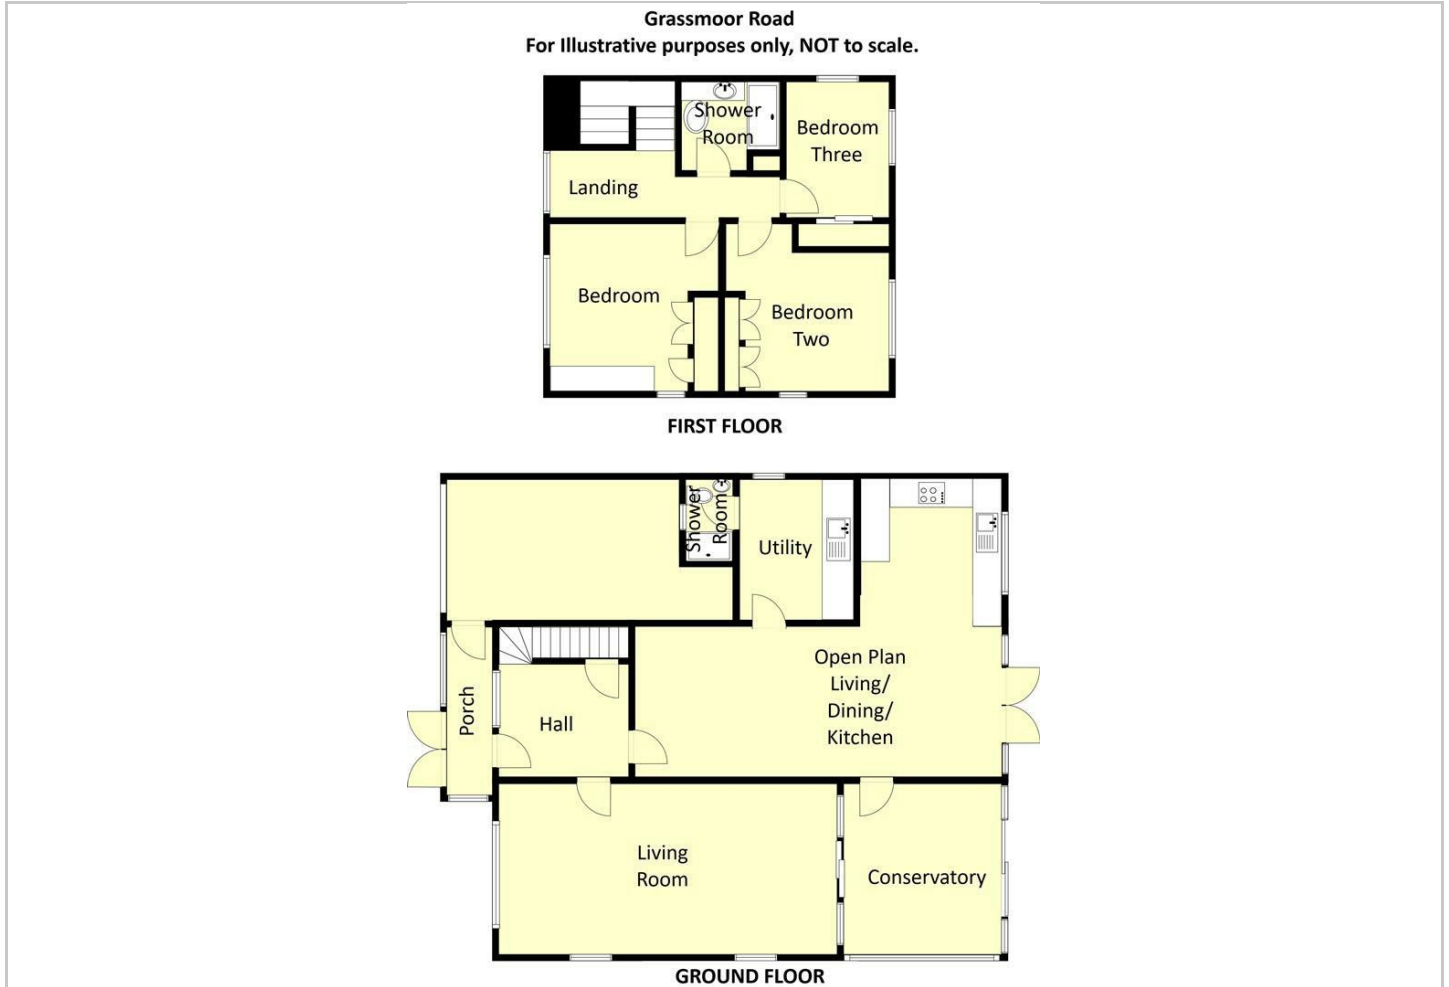 Grassmoor Road
For Illustrative purposes only, NOT to scale.
Shower
Room
Bedroom
Three
Landing
Bedroom
Bedroom
Two
FIRST FLOOR
Shower
Room
Utility
Open Plan
Living/
Dining/
Kitchen
Porch
Hall
Living
Room
Conservatory
GROUND FLOOR